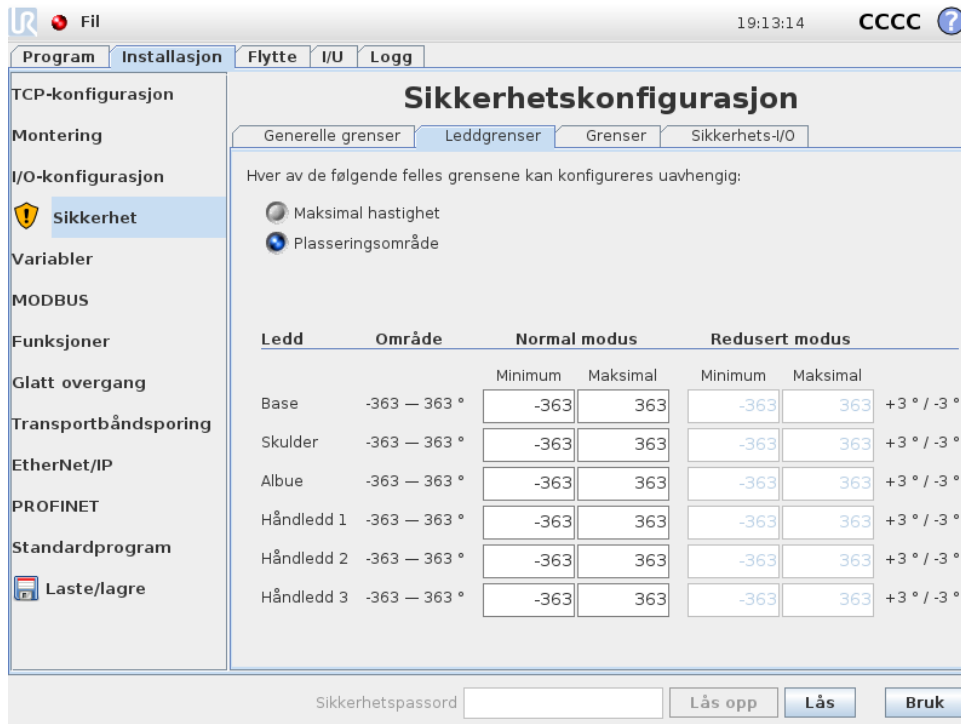 UR Fil 19:13:14 CCCC ?
Program Installasjon Flytte I/U Logg
TCP-konfigurasjon
Montering
I/O-konfigurasjon
Sikkerhet
Variabler
MODBUS
Funksjoner
Glatt overgang
Transportbåndsporing
EtherNet/IP
PROFINET
Standardprogram
Laste/lagre
Sikkerhetskonfigurasjon
Generelle grenser Leddgrenser Grenser Sikkerhets-I/O
Hver av de følgende felles grensene kan konfigureres uavhengig:
Maksimal hastighet
Plasseringsområde
Ledd Område Normal modus Redusert modus
Minimum Maksimal Minimum Maksimal
Base -363 — 363 ° -363 363 -363 363 +3 ° / -3 °
Skulder -363 — 363 ° -363 363 -363 363 +3 ° / -3 °
Albue -363 — 363 ° -363 363 -363 363 +3 ° / -3 °
Håndledd 1 -363 — 363 ° -363 363 -363 363 +3 ° / -3 °
Håndledd 2 -363 — 363 ° -363 363 -363 363 +3 ° / -3 °
Håndledd 3 -363 — 363 ° -363 363 -363 363 +3 ° / -3 °
Sikkerhetspassord Lås opp Lås Bruk